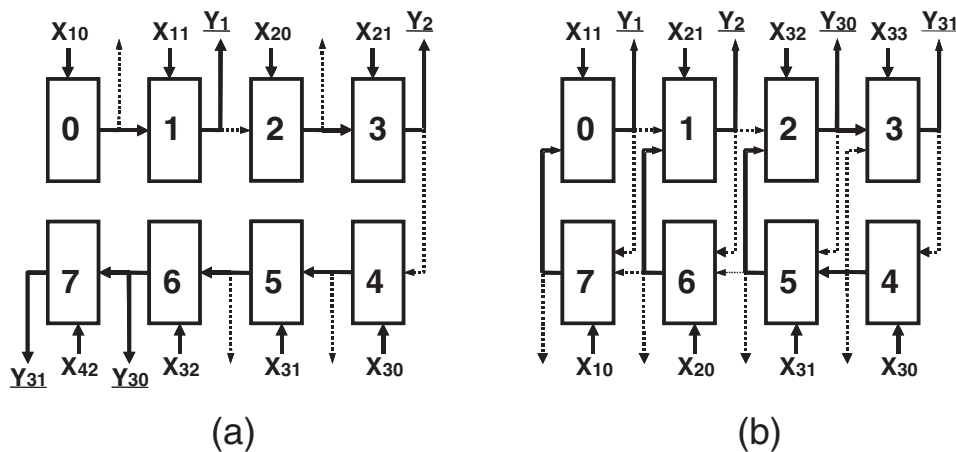 X10 X11 Y1 X20 X21 Y2
0 1 2 3
7 6 5 4
Y31 X42 Y30 X32 X31 X30
(a)
X11 Y1 X21 Y2 X32 Y30 X33 Y31
0 1 2 3
7 6 5 4
X10 X20 X31 X30
(b)